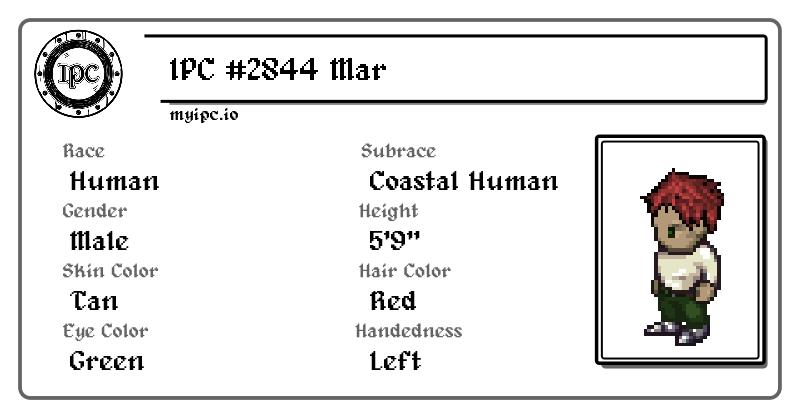 IPC
IPC #2844 Mar
myipc.io
Race
Subrace
Human
Coastal Human
Gender
Height
Male
5'9"
Skin Color
Hair Color
Tan
Red
Eye Color
Handedness
Green
Left